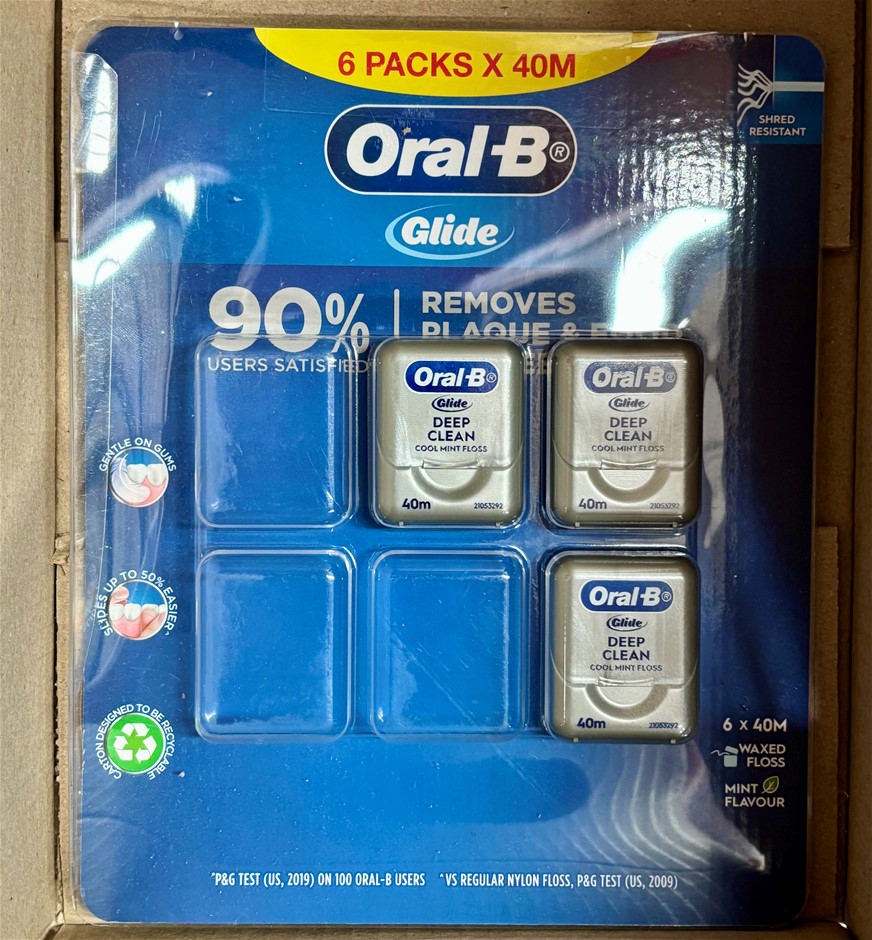 6 PACKS X 40M
SHRED
RESISTANT
Oral-B®
Glide
90%
USERS SATISFIED*
REMOVES
PLAQUE &
GENTLE ON GUMS
Oral-B®
Glide
DEEP
CLEAN
COOL MINT FLOSS
40m
21053292
Oral-B®
Glide
DEEP
CLEAN
COOL MINT FLOSS
40m
21053292
SLIDES UP TO 50% EASIER^
Oral-B®
Glide
DEEP
CLEAN
COOL MINT FLOSS
40m
21053292
CARTON DESIGNED TO BE RECYCLABLE
6 x 40M
WAXED
FLOSS
MINT
FLAVOUR
*P&G TEST (US, 2019) ON 100 ORAL-B USERS ^VS REGULAR NYLON FLOSS, P&G TEST (US, 2009)